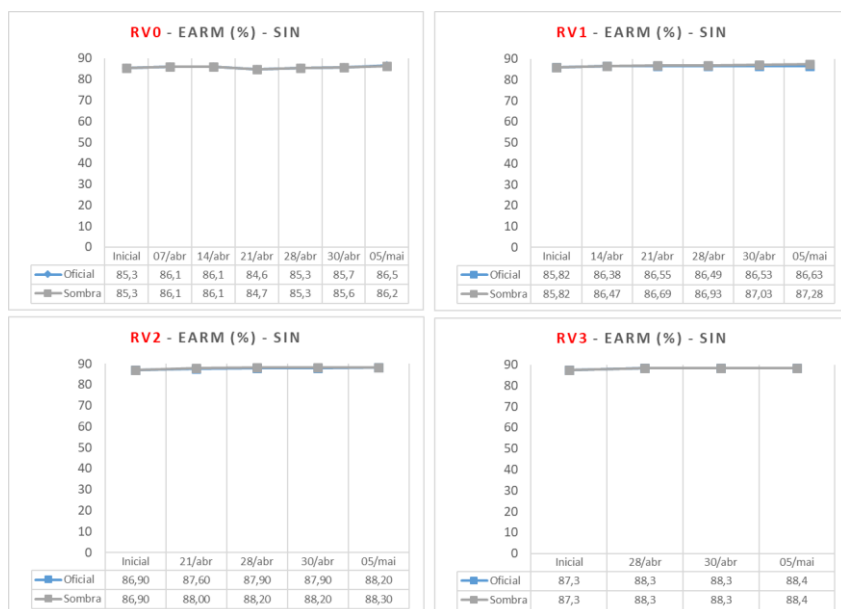 RV0 - EARM (%) - SIN
90
80
70
60
50
40
30
20
10
0
Inicial 07/abr 14/abr 21/abr 28/abr 30/abr 05/mai
Oficial 85,3 86,1 86,1 84,6 85,3 85,7 86,5
Sombra 85,3 86,1 86,1 84,7 85,3 85,6 86,2
RV1 - EARM (%) - SIN
90
80
70
60
50
40
30
20
10
0
Inicial 14/abr 21/abr 28/abr 30/abr 05/mai
Oficial 85,82 86,38 86,55 86,49 86,53 86,63
Sombra 85,82 86,47 86,69 86,93 87,03 87,28
RV2 - EARM (%) - SIN
90
80
70
60
50
40
30
20
10
0
Inicial 21/abr 28/abr 30/abr 05/mai
Oficial 86,90 87,60 87,90 87,90 88,20
Sombra 86,90 88,00 88,20 88,20 88,30
RV3 - EARM (%) - SIN
90
80
70
60
50
40
30
20
10
0
Inicial 28/abr 30/abr 05/mai
Oficial 87,3 88,3 88,3 88,4
Sombra 87,3 88,3 88,3 88,4